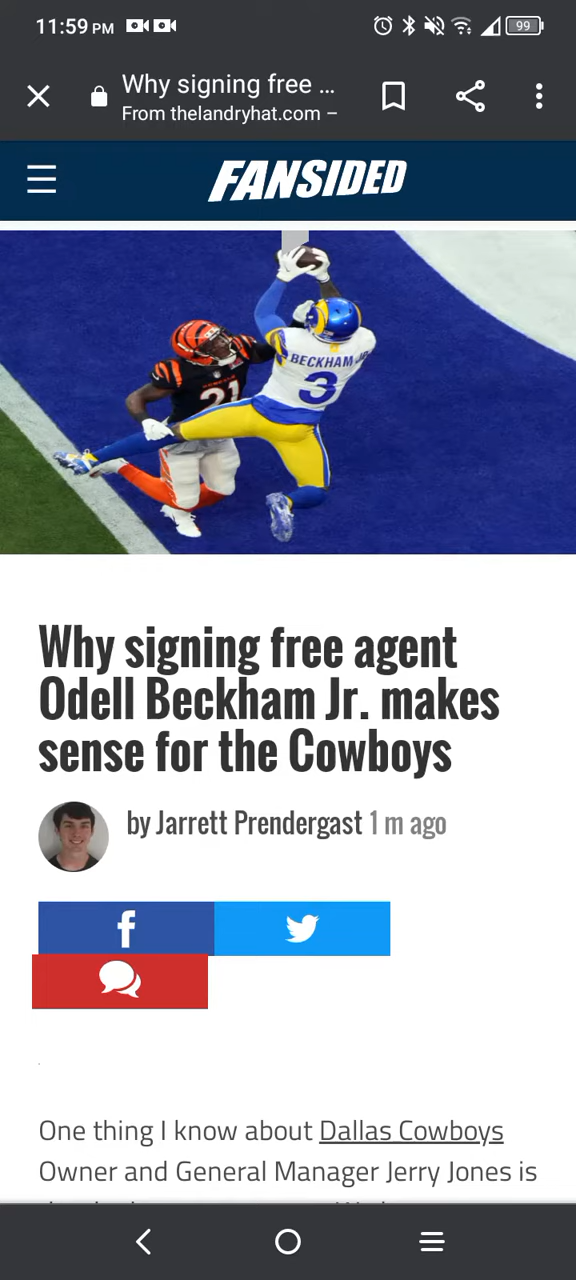 11:59 PM
99
Why signing free ...
From thelandryhat.com –
FANSIDED
BECKHAM JR
3
21
Why signing free agent
Odell Beckham Jr. makes
sense for the Cowboys
by Jarrett Prendergast 1 m ago
One thing I know about Dallas Cowboys
Owner and General Manager Jerry Jones is